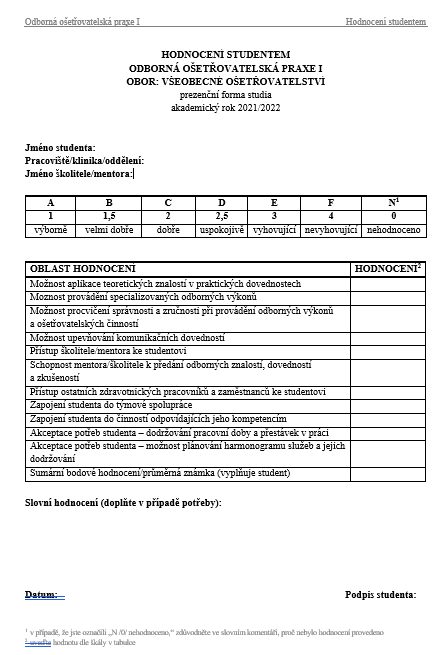 Odborná ošetřovatelská praxe I Hodnocení studentem
HODNOCENÍ STUDENTEM
ODBORNÁ OŠETŘOVATELSKÁ PRAXE I
OBOR: VŠEOBECNÉ OŠETŘOVATELSTVÍ
prezenční forma studia
akademický rok 2021/2022
Jméno studenta:
Pracoviště/klinika/oddělení:
Jméno školitele/mentora:
A B C D E F N¹
1 1,5 2 2,5 3 4 0
výborně velmi dobře dobře uspokojivě vyhovující nevyhovující nehodnoceno
OBLAST HODNOCENÍ HODNOCENÍ²
Možnost aplikace teoretických znalostí v praktických dovednostech
Možnost provádění specializovaných odborných výkonů
Možnost procvičení správnosti a zručnosti při provádění odborných výkonů
a ošetřovatelských činností
Možnost upevňování komunikačních dovedností
Přístup školitele/mentora ke studentovi
Schopnost mentora/školitele k předání odborných znalostí, dovedností
a zkušeností
Přístup ostatních zdravotnických pracovníků a zaměstnanců ke studentovi
Zapojení studenta do týmové spolupráce
Zapojení studenta do činností odpovídajících jeho kompetencím
Akceptace potřeb studenta – dodržování pracovní doby a přestávek v práci
Akceptace potřeb studenta – možnost plánování harmonogramu služeb a jejich
dodržování
Sumární bodové hodnocení/průměrná známka (vyplňuje student)
Slovní hodnocení (doplňte v případě potřeby):
Datum: Podpis studenta:
¹ v případě, že jste označili „N /0/ nehodnoceno,“ zdůvodněte ve slovním komentáři, proč nebylo hodnocení provedeno
² uveďte hodnotu dle škály v tabulce